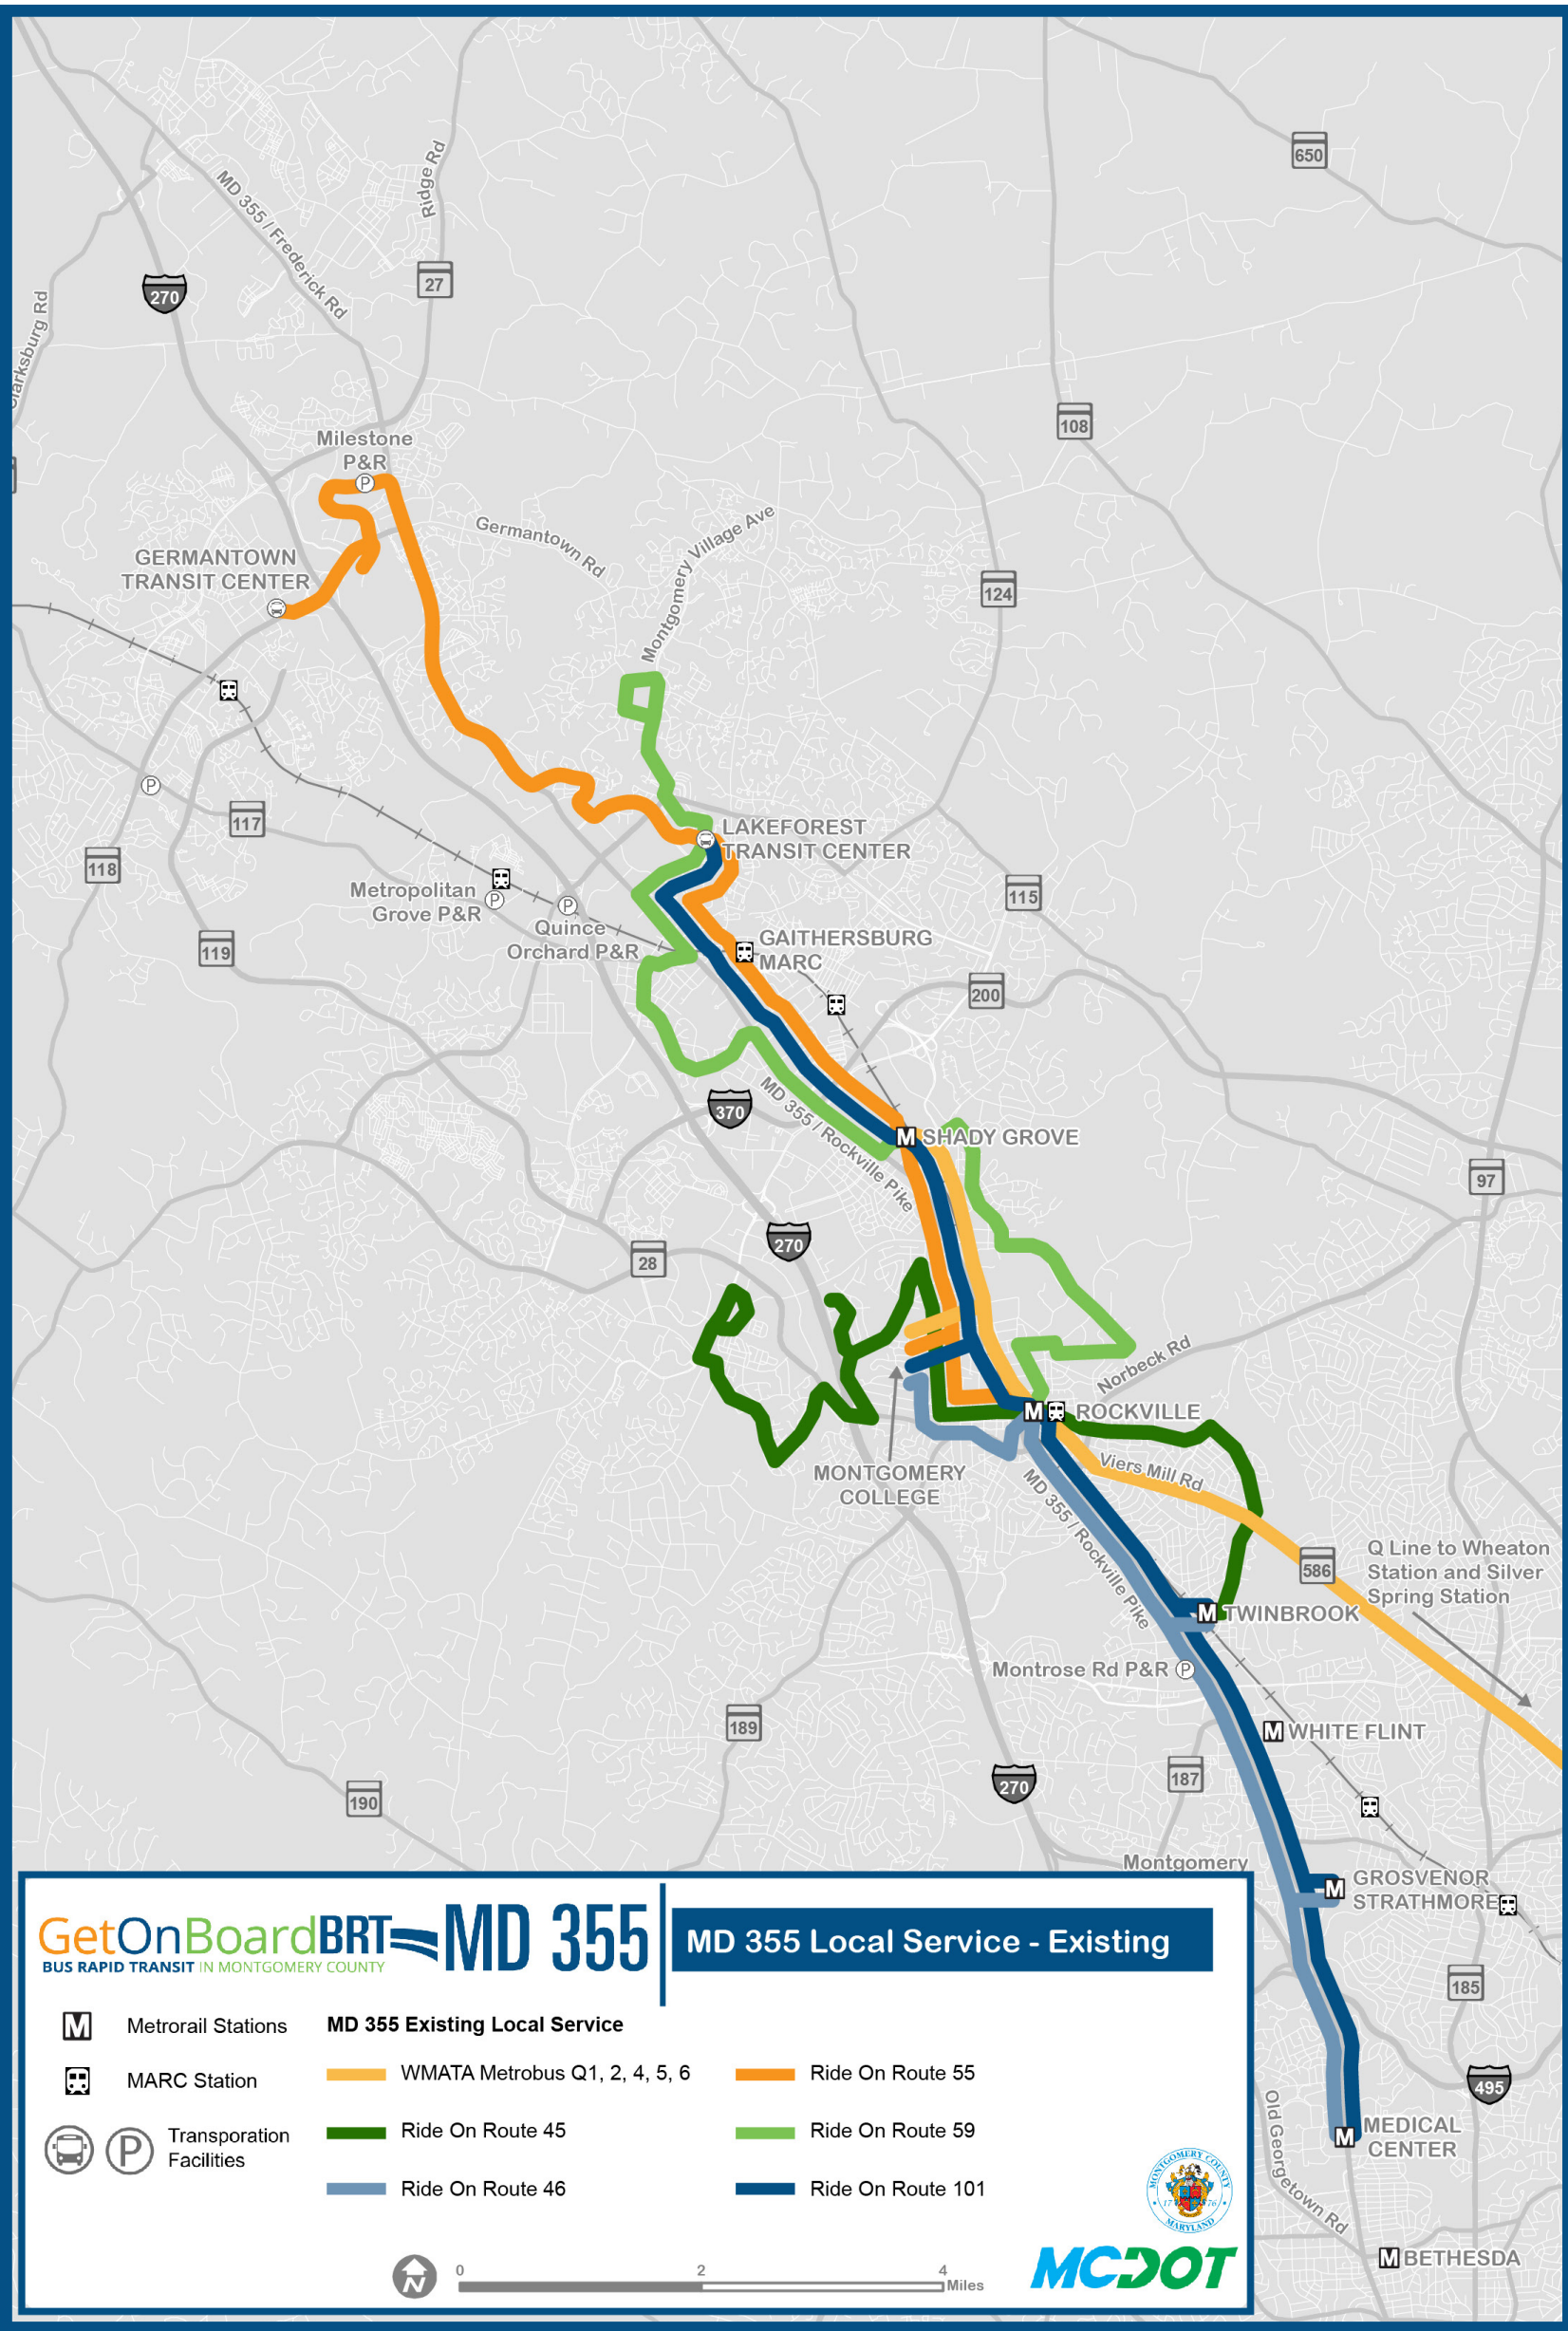 650
MD 355 / Frederick Rd
Ridge Rd
27
270
108
Milestone
P&R
Germantown Rd
Montgomery Village Ave
GERMANTOWN
TRANSIT CENTER
124
117
118
LAKEFOREST
TRANSIT CENTER
Metropolitan
Grove P&R
115
Quince
Orchard P&R
119
GAITHERSBURG
MARC
200
370
MD 355 / Rockville Pike
SHADY GROVE
97
270
28
Norbeck Rd
ROCKVILLE
MONTGOMERY
COLLEGE
Viers Mill Rd
MD 355 / Rockville Pike
586
Q Line to Wheaton
Station and Silver
Spring Station
TWINBROOK
Montrose Rd P&R
189
WHITE FLINT
187
270
190
Montgomery
GROSVENOR
STRATHMORE
185
495
Old Georgetown Rd
MEDICAL
CENTER
BETHESDA
GetOnBoardBRT MD 355
BUS RAPID TRANSIT IN MONTGOMERY COUNTY
MD 355 Local Service - Existing
M Metrorail Stations
MARC Station
P Transporation
Facilities
MD 355 Existing Local Service
WMATA Metrobus Q1, 2, 4, 5, 6
Ride On Route 45
Ride On Route 46
Ride On Route 55
Ride On Route 59
Ride On Route 101
N
0 2 4
Miles
MONTGOMERY COUNTY
17 76
MARYLAND
MCDOT